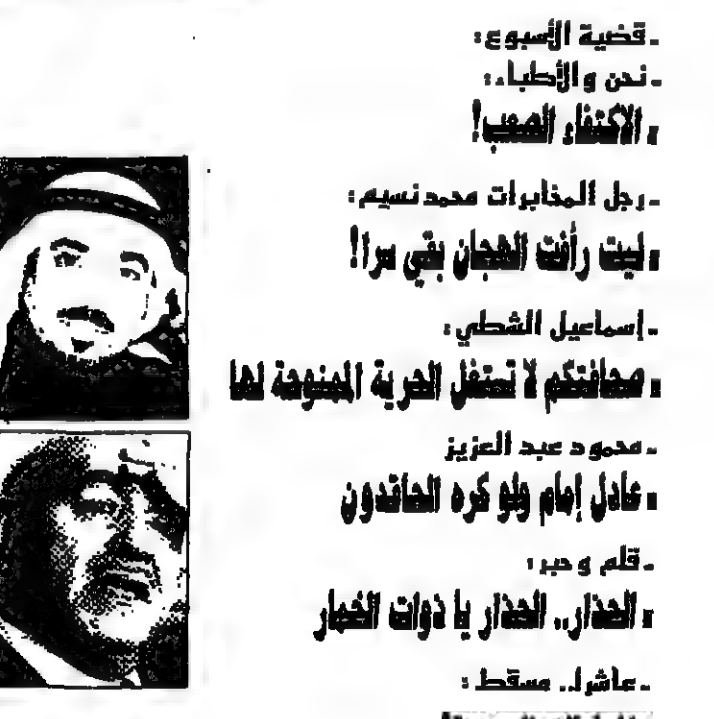 - قضية الأسبوع:
- نحن والأطباء:
• الاكتفاء الصعب!
- رجل المخابرات محمد نسيم:
• ليت رأفت الهجان بقي سرا!
- إسماعيل الشطي:
• صحافتكم لا تستغل الحرية الممنوحة لها
- محمود عبد العزيز
• عادل إمام ولو كره الحاقدون
- قلم وحبر:
• الحذار.. الحذار يا ذوات الخمار
- عاشرا.. مسقط: